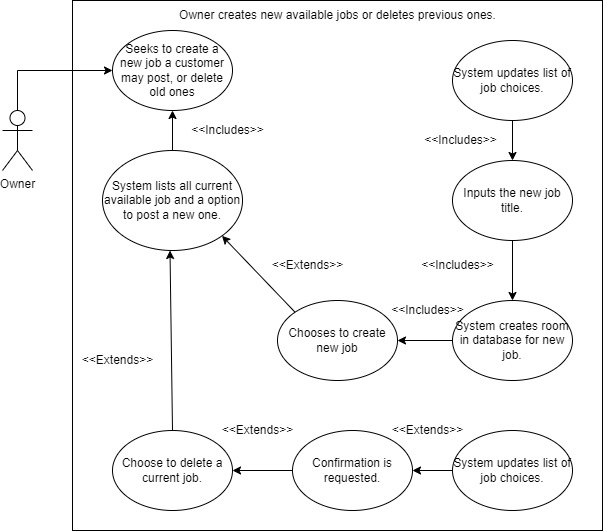 Owner creates new available jobs or deletes previous ones.
Seeks to create a
new job a customer
may post, or delete
old ones
System updates list of
job choices.
<<Includes>>
<<Includes>>
Owner
System lists all current
available job and a option
to post a new one.
Inputs the new job
title.
<<Extends>>
<<Includes>>
<<Includes>>
Chooses to create
new job
System creates room
in database for new
job.
<<Extends>>
<<Extends>>
<<Extends>>
Choose to delete a
current job.
Confirmation is
requested.
System updates list of
job choices.